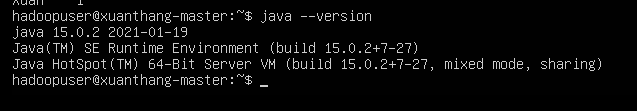 hadoopuser@xuanthang-master:~$ java --version
java 15.0.2 2021-01-19
Java(TM) SE Runtime Environment (build 15.0.2+7-27)
Java HotSpot(TM) 64-Bit Server VM (build 15.0.2+7-27, mixed mode, sharing)
hadoopuser@xuanthang-master:~$ _